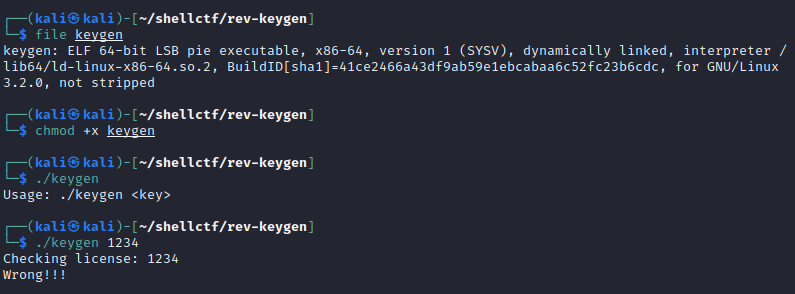 ┌──(kali㉿kali)-[~/shellctf/rev-keygen]
└─$ file keygen
keygen: ELF 64-bit LSB pie executable, x86-64, version 1 (SYSV), dynamically linked, interpreter /
lib64/ld-linux-x86-64.so.2, BuildID[sha1]=41ce2466a43df9ab59e1ebcabaa6c52fc23b6cdc, for GNU/Linux
3.2.0, not stripped
┌──(kali㉿kali)-[~/shellctf/rev-keygen]
└─$ chmod +x keygen
┌──(kali㉿kali)-[~/shellctf/rev-keygen]
└─$ ./keygen
Usage: ./keygen <key>
┌──(kali㉿kali)-[~/shellctf/rev-keygen]
└─$ ./keygen 1234
Checking license: 1234
Wrong!!!